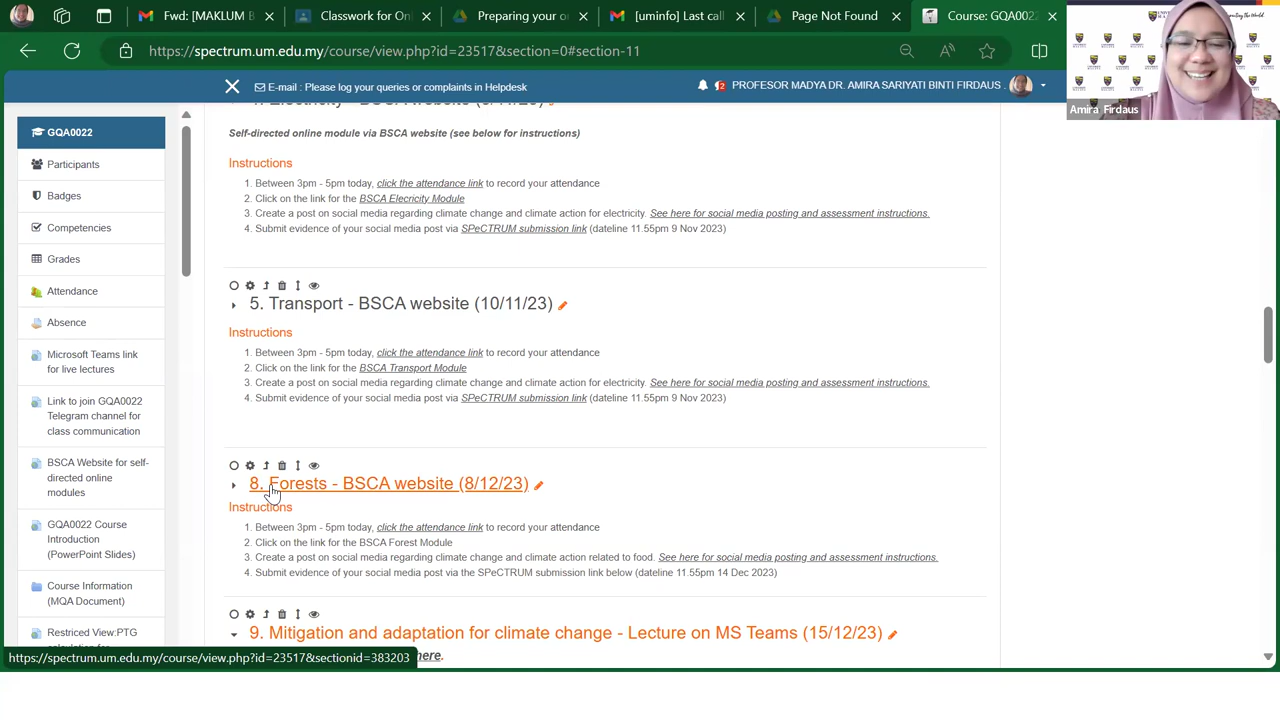 Fwd: [MAKLUM B
Classwork for Onl
Preparing your o
[uminfo] Last call
Page Not Found
Course: GQA0022
https://spectrum.um.edu.my/course/view.php?id=23517&section=0#section-11
E-mail : Please log your queries or complaints in Helpdesk
PROFESOR MADYA DR. AMIRA SARIYATI BINTI FIRDAUS .
Amira Firdaus
GQA0022
Participants
Badges
Competencies
Grades
Attendance
Absence
Microsoft Teams link
for live lectures
Link to join GQA0022
Telegram channel for
class communication
BSCA Website for self-
directed online
modules
GQA0022 Course
Introduction
(PowerPoint Slides)
Course Information
(MQA Document)
Restriced View:PTG
Self-directed online module via BSCA website (see below for instructions)
Instructions
1. Between 3pm - 5pm today, click the attendance link to record your attendance
2. Click on the link for the BSCA Elecricity Module
3. Create a post on social media regarding climate change and climate action for electricity. See here for social media posting and assessment instructions.
4. Submit evidence of your social media post via SPeCTRUM submission link (dateline 11.55pm 9 Nov 2023)
5. Transport - BSCA website (10/11/23)
Instructions
1. Between 3pm - 5pm today, click the attendance link to record your attendance
2. Click on the link for the BSCA Transport Module
3. Create a post on social media regarding climate change and climate action for electricity. See here for social media posting and assessment instructions.
4. Submit evidence of your social media post via SPeCTRUM submission link (dateline 11.55pm 9 Nov 2023)
8. Forests - BSCA website (8/12/23)
Instructions
1. Between 3pm - 5pm today, click the attendance link to record your attendance
2. Click on the link for the BSCA Forest Module
3. Create a post on social media regarding climate change and climate action related to food. See here for social media posting and assessment instructions.
4. Submit evidence of your social media post via the SPeCTRUM submission link below (dateline 11.55pm 14 Dec 2023)
9. Mitigation and adaptation for climate change - Lecture on MS Teams (15/12/23)
here.
https://spectrum.um.edu.my/course/view.php?id=23517&sectionid=383203